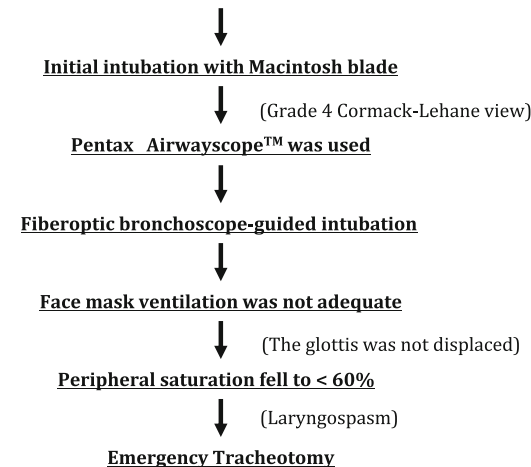 Initial intubation with Macintosh blade
(Grade 4 Cormack-Lehane view)
Pentax Airwayscope™ was used
Fiberoptic bronchoscope-guided intubation
Face mask ventilation was not adequate
(The glottis was not displaced)
Peripheral saturation fell to < 60%
(Laryngospasm)
Emergency Tracheotomy